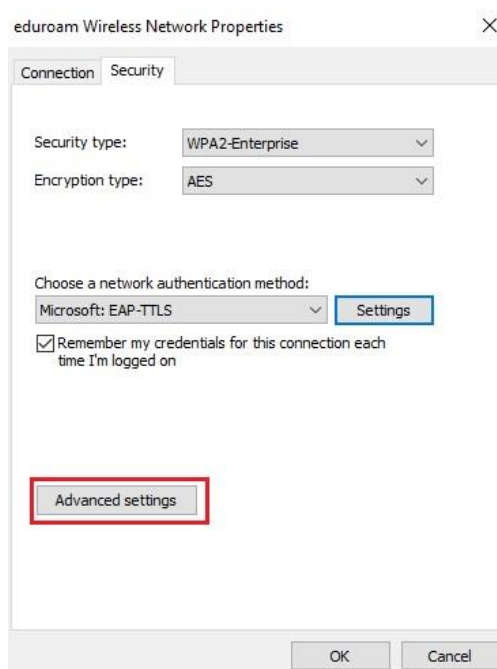 eduroam Wireless Network Properties
Connection
Security
Security type:
WPA2-Enterprise
Encryption type:
AES
Choose a network authentication method:
Microsoft: EAP-TTLS
Settings
Remember my credentials for this connection each
time I'm logged on
Advanced settings
OK
Cancel